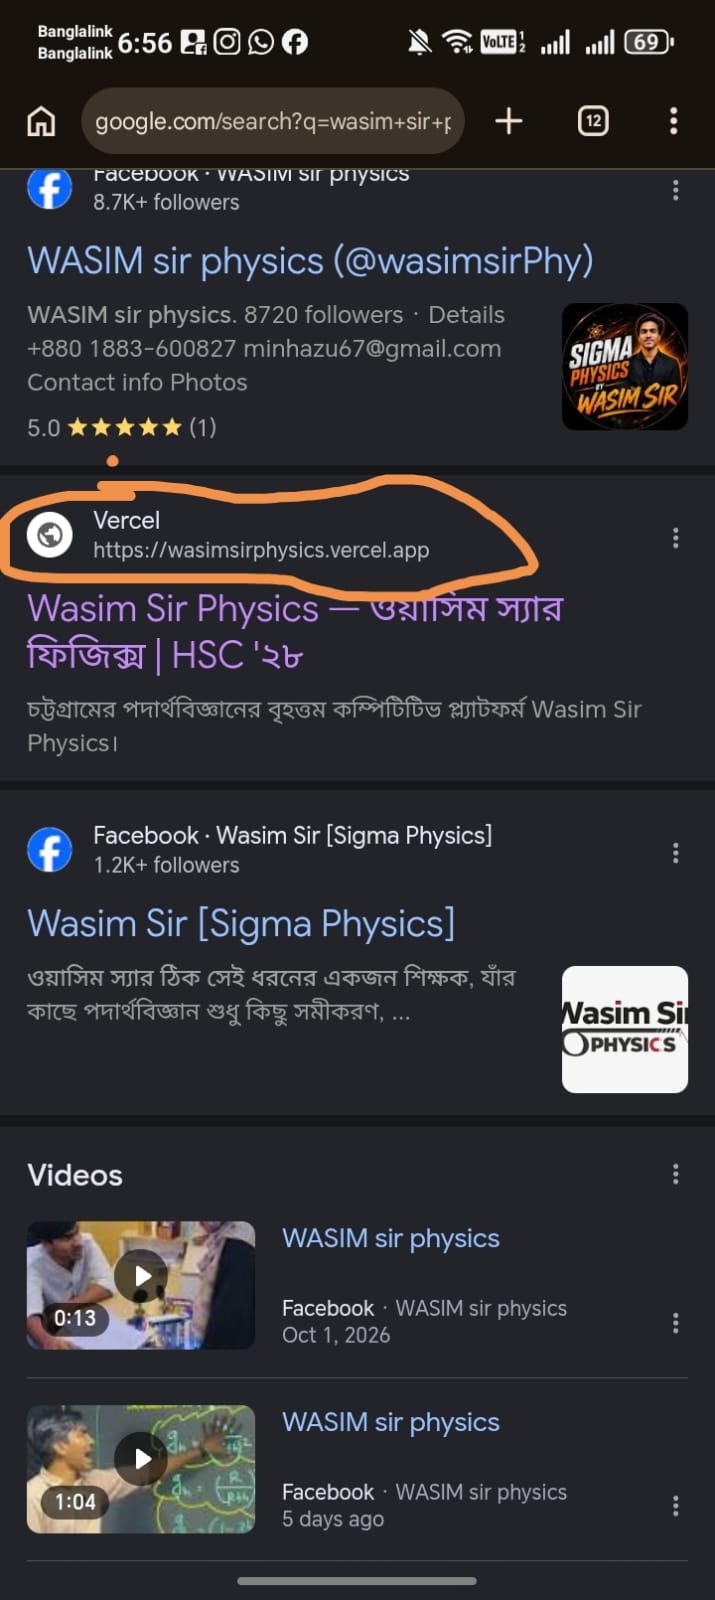 Banglalink
Banglalink
6:56
VoLTE 1 2
69
google.com/search?q=wasim+sir+p
12
Facebook · WASIM sir physics
8.7K+ followers
WASIM sir physics (@wasimsirPhy)
WASIM sir physics. 8720 followers · Details
+880 1883-600827 minhazu67@gmail.com
Contact info Photos
5.0 ★★★★★ (1)
SIGMA
PHYSICS
BY
WASIM SIR
Vercel
https://wasimsirphysics.vercel.app
Wasim Sir Physics — ওয়াসিম স্যার
ফিজিক্স | HSC '২৮
চট্টগ্রামের পদার্থবিজ্ঞানের বৃহত্তম কম্পিটিটিভ প্ল্যাটফর্ম Wasim Sir
Physics।
Facebook · Wasim Sir [Sigma Physics]
1.2K+ followers
Wasim Sir [Sigma Physics]
ওয়াসিম স্যার ঠিক সেই ধরনের একজন শিক্ষক, যাঁর
কাছে পদার্থবিজ্ঞান শুধু কিছু সমীকরণ, ...
Wasim Si
PHYSICS
Videos
WASIM sir physics
0:13
Facebook · WASIM sir physics
Oct 1, 2026
WASIM sir physics
1:04
Facebook · WASIM sir physics
5 days ago